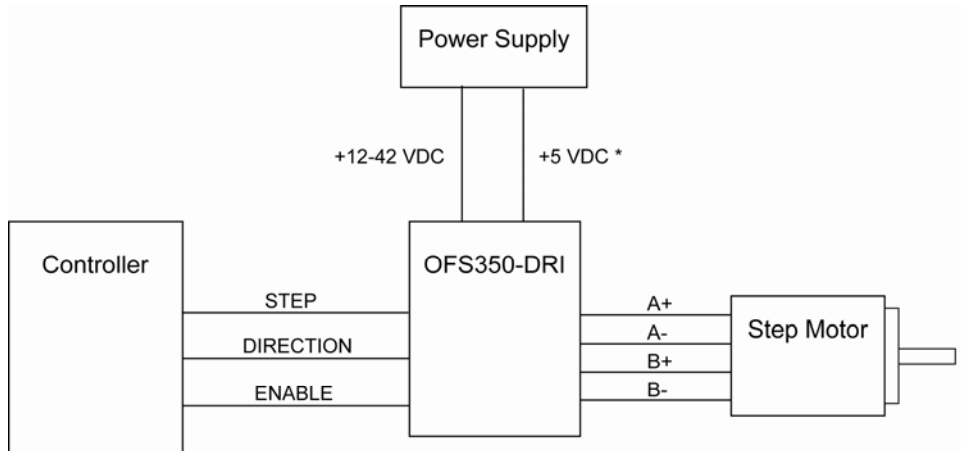 Power Supply
+12-42 VDC
+5 VDC *
Controller
OFS350-DRI
STEP
DIRECTION
ENABLE
A+
A-
B+
B-
Step Motor